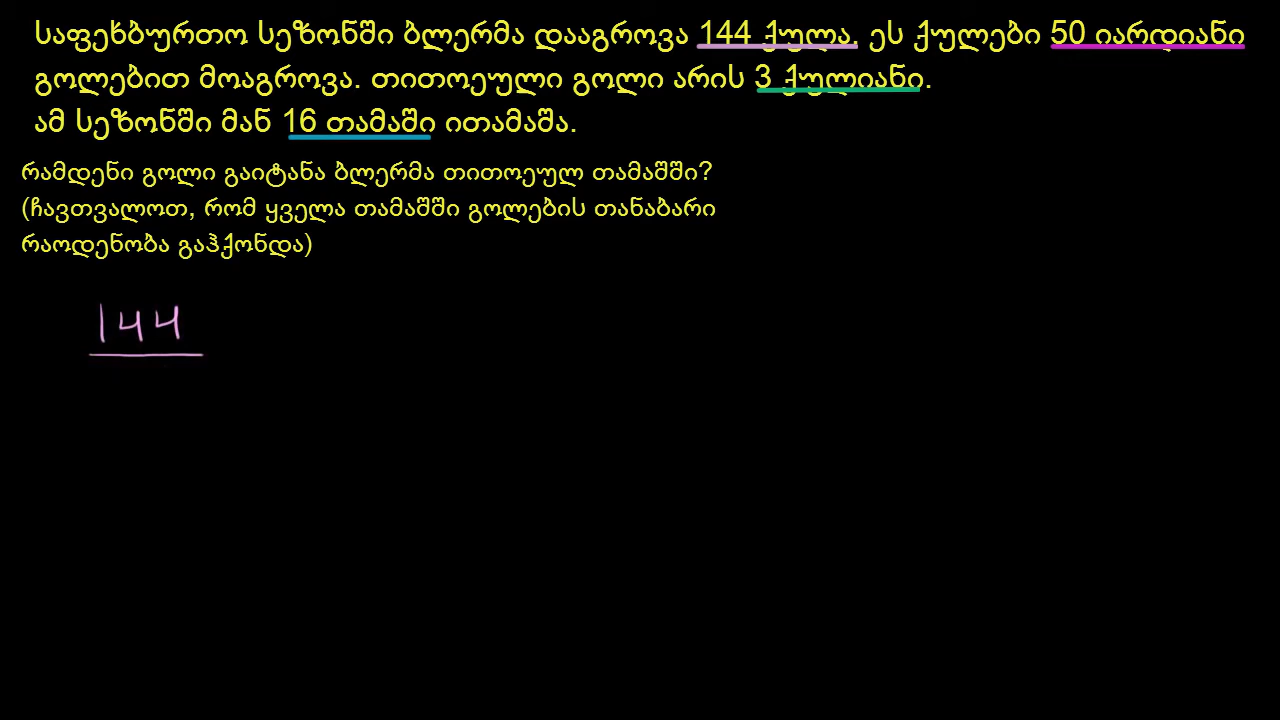 საფეხბურთო სეზონში ბლერმა დააგროვა 144 ქულა. ეს ქულები 50 იარდიანი
გოლებით მოაგროვა. თითოეული გოლი არის 3 ქულიანი.
ამ სეზონში მან 16 თამაში ითამაშა.
რამდენი გოლი გაიტანა ბლერმა თითოეულ თამაშში?
(ჩავთვალოთ, რომ ყველა თამაშში გოლების თანაბარი
რაოდენობა გაჰქონდა)
144